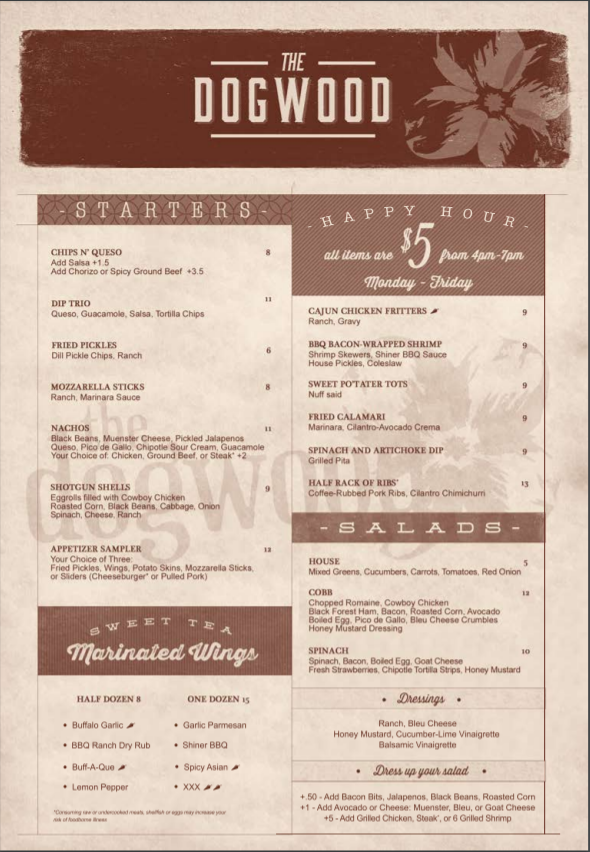 THE
DOGWOOD
- STARTERS -
CHIPS N' QUESO 8
Add Salsa +1.5
Add Chorizo or Spicy Ground Beef +3.5
DIP TRIO 11
Queso, Guacamole, Salsa, Tortilla Chips
FRIED PICKLES 6
Dill Pickle Chips, Ranch
MOZZARELLA STICKS 8
Ranch, Marinara Sauce
NACHOS 11
Black Beans, Muenster Cheese, Pickled Jalapenos
Queso, Pico de Gallo, Chipotle Sour Cream, Guacamole
Your Choice of: Chicken, Ground Beef, or Steak* +2
SHOTGUN SHELLS 9
Eggrolls filled with Cowboy Chicken
Roasted Corn, Black Beans, Cabbage, Onion
Spinach, Cheese, Ranch
APPETIZER SAMPLER 12
Your Choice of Three:
Fried Pickles, Wings, Potato Skins, Mozzarella Sticks,
or Sliders (Cheeseburger* or Pulled Pork)
SWEET TEA
Marinated Wings
HALF DOZEN 8
• Buffalo Garlic
• BBQ Ranch Dry Rub
• Buff-A-Que
• Lemon Pepper
ONE DOZEN 15
• Garlic Parmesan
• Shiner BBQ
• Spicy Asian
• XXX
*Consuming raw or undercooked meats, shellfish or eggs may increase your
risk of foodborne illness
- HAPPY HOUR -
all items are $5 from 4pm-7pm
Monday - Friday
CAJUN CHICKEN FRITTERS 9
Ranch, Gravy
BBQ BACON-WRAPPED SHRIMP 9
Shrimp Skewers, Shiner BBQ Sauce
House Pickles, Coleslaw
SWEET PO'TATER TOTS 9
Nuff said
FRIED CALAMARI 9
Marinara, Cilantro-Avocado Crema
SPINACH AND ARTICHOKE DIP 9
Grilled Pita
HALF RACK OF RIBS* 13
Coffee-Rubbed Pork Ribs, Cilantro Chimichurri
- SALADS -
HOUSE 5
Mixed Greens, Cucumbers, Carrots, Tomatoes, Red Onion
COBB 12
Chopped Romaine, Cowboy Chicken
Black Forest Ham, Bacon, Roasted Corn, Avocado
Boiled Egg, Pico de Gallo, Bleu Cheese Crumbles
Honey Mustard Dressing
SPINACH 10
Spinach, Bacon, Boiled Egg, Goat Cheese
Fresh Strawberries, Chipotle Tortilla Strips, Honey Mustard
• Dressings •
Ranch, Bleu Cheese
Honey Mustard, Cucumber-Lime Vinaigrette
Balsamic Vinaigrette
• Dress up your salad •
+.50 - Add Bacon Bits, Jalapenos, Black Beans, Roasted Corn
+1 - Add Avocado or Cheese: Muenster, Bleu, or Goat Cheese
+5 - Add Grilled Chicken, Steak*, or 6 Grilled Shrimp
the
dogwood